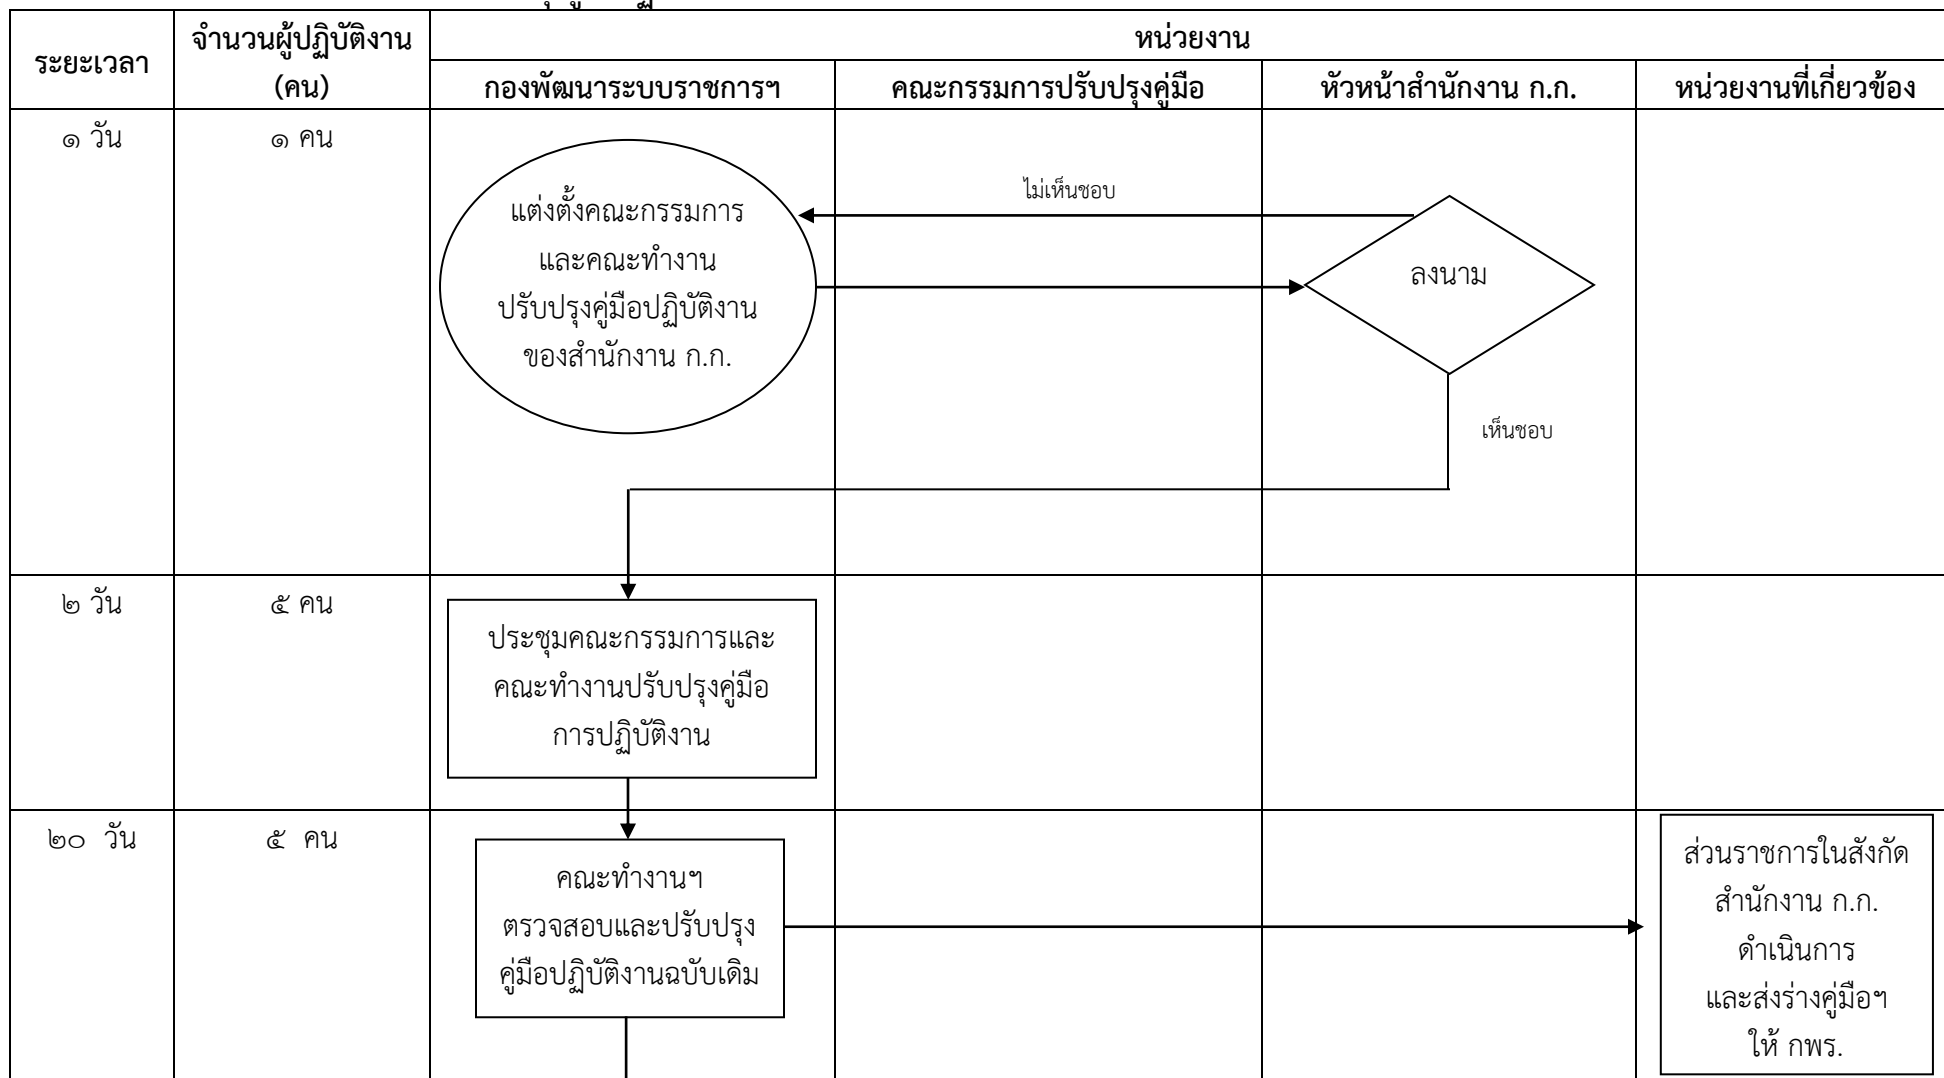 ระยะเวลา
จำนวนผู้ปฏิบัติงาน
(คน)
หน่วยงาน
กองพัฒนาระบบราชการฯ
คณะกรรมการปรับปรุงคู่มือ
หัวหน้าสำนักงาน ก.ก.
หน่วยงานที่เกี่ยวข้อง
๑ วัน
๑ คน
แต่งตั้งคณะกรรมการ
และคณะทำงาน
ปรับปรุงคู่มือปฏิบัติงาน
ของสำนักงาน ก.ก.
ไม่เห็นชอบ
ลงนาม
เห็นชอบ
๒ วัน
๕ คน
ประชุมคณะกรรมการและ
คณะทำงานปรับปรุงคู่มือ
การปฏิบัติงาน
๒๐ วัน
๕ คน
คณะทำงานฯ
ตรวจสอบและปรับปรุง
คู่มือปฏิบัติงานฉบับเดิม
ส่วนราชการในสังกัด
สำนักงาน ก.ก.
ดำเนินการ
และส่งร่างคู่มือฯ
ให้ กพร.